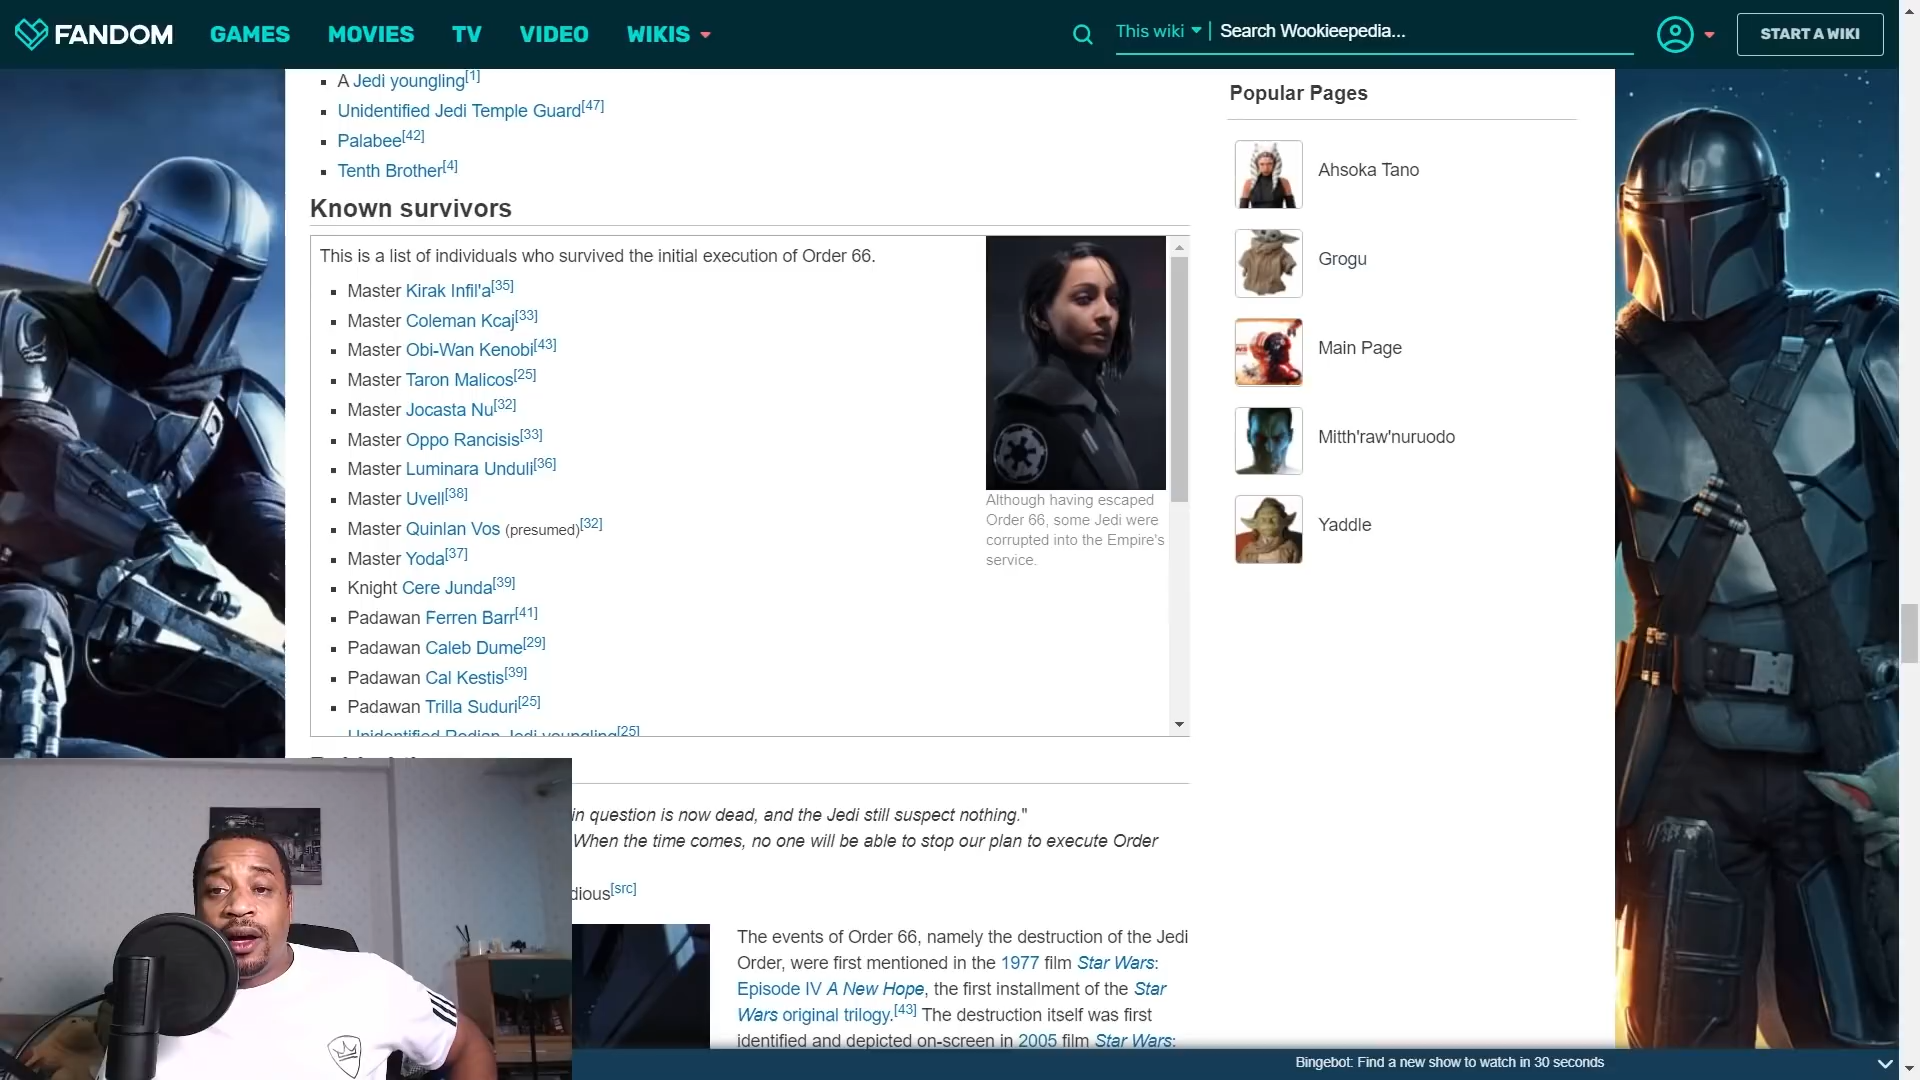 FANDOM GAMES MOVIES TV VIDEO WIKIS This wiki Search Wookieepedia... START A WIKI
A Jedi youngling[1]
Unidentified Jedi Temple Guard[47]
Palabee[42]
Tenth Brother[4]
Known survivors
This is a list of individuals who survived the initial execution of Order 66.
Master Kirak Infil'a[35]
Master Coleman Kcaj[33]
Master Obi-Wan Kenobi[43]
Master Taron Malicos[25]
Master Jocasta Nu[32]
Master Oppo Rancisis[33]
Master Luminara Unduli[36]
Master Uvell[38]
Master Quinlan Vos (presumed)[32]
Master Yoda[37]
Knight Cere Junda[39]
Padawan Ferren Barr[41]
Padawan Caleb Dume[29]
Padawan Cal Kestis[39]
Padawan Trilla Suduri[25]
Unidentified Rodian Jedi youngling[25]
Although having escaped
Order 66, some Jedi were
corrupted into the Empire's
service.
in question is now dead, and the Jedi still suspect nothing."
When the time comes, no one will be able to stop our plan to execute Order
dious[src]
The events of Order 66, namely the destruction of the Jedi
Order, were first mentioned in the 1977 film Star Wars:
Episode IV A New Hope, the first installment of the Star
Wars original trilogy.[43] The destruction itself was first
identified and depicted on-screen in 2005 film Star Wars:
Popular Pages
Ahsoka Tano
Grogu
Main Page
Mitth'raw'nuruodo
Yaddle
Bingebot: Find a new show to watch in 30 seconds